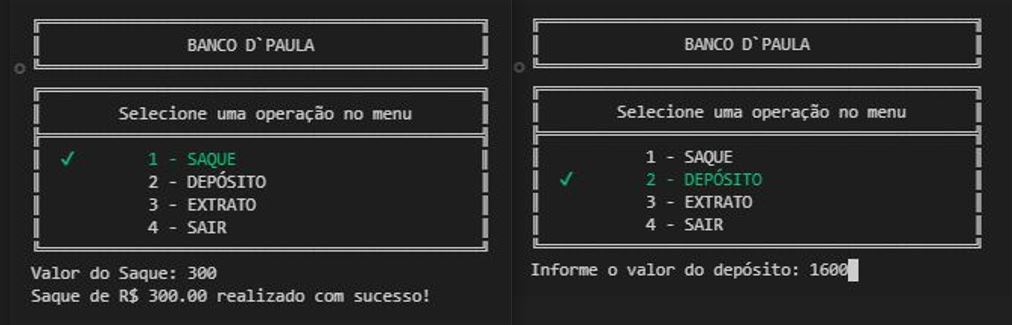 BANCO D`PAULA
Selecione uma operação no menu
✓ 1 - SAQUE
2 - DEPÓSITO
3 - EXTRATO
4 - SAIR
Valor do Saque: 300
Saque de R$ 300.00 realizado com sucesso!
BANCO D`PAULA
Selecione uma operação no menu
1 - SAQUE
✓ 2 - DEPÓSITO
3 - EXTRATO
4 - SAIR
Informe o valor do depósito: 1600